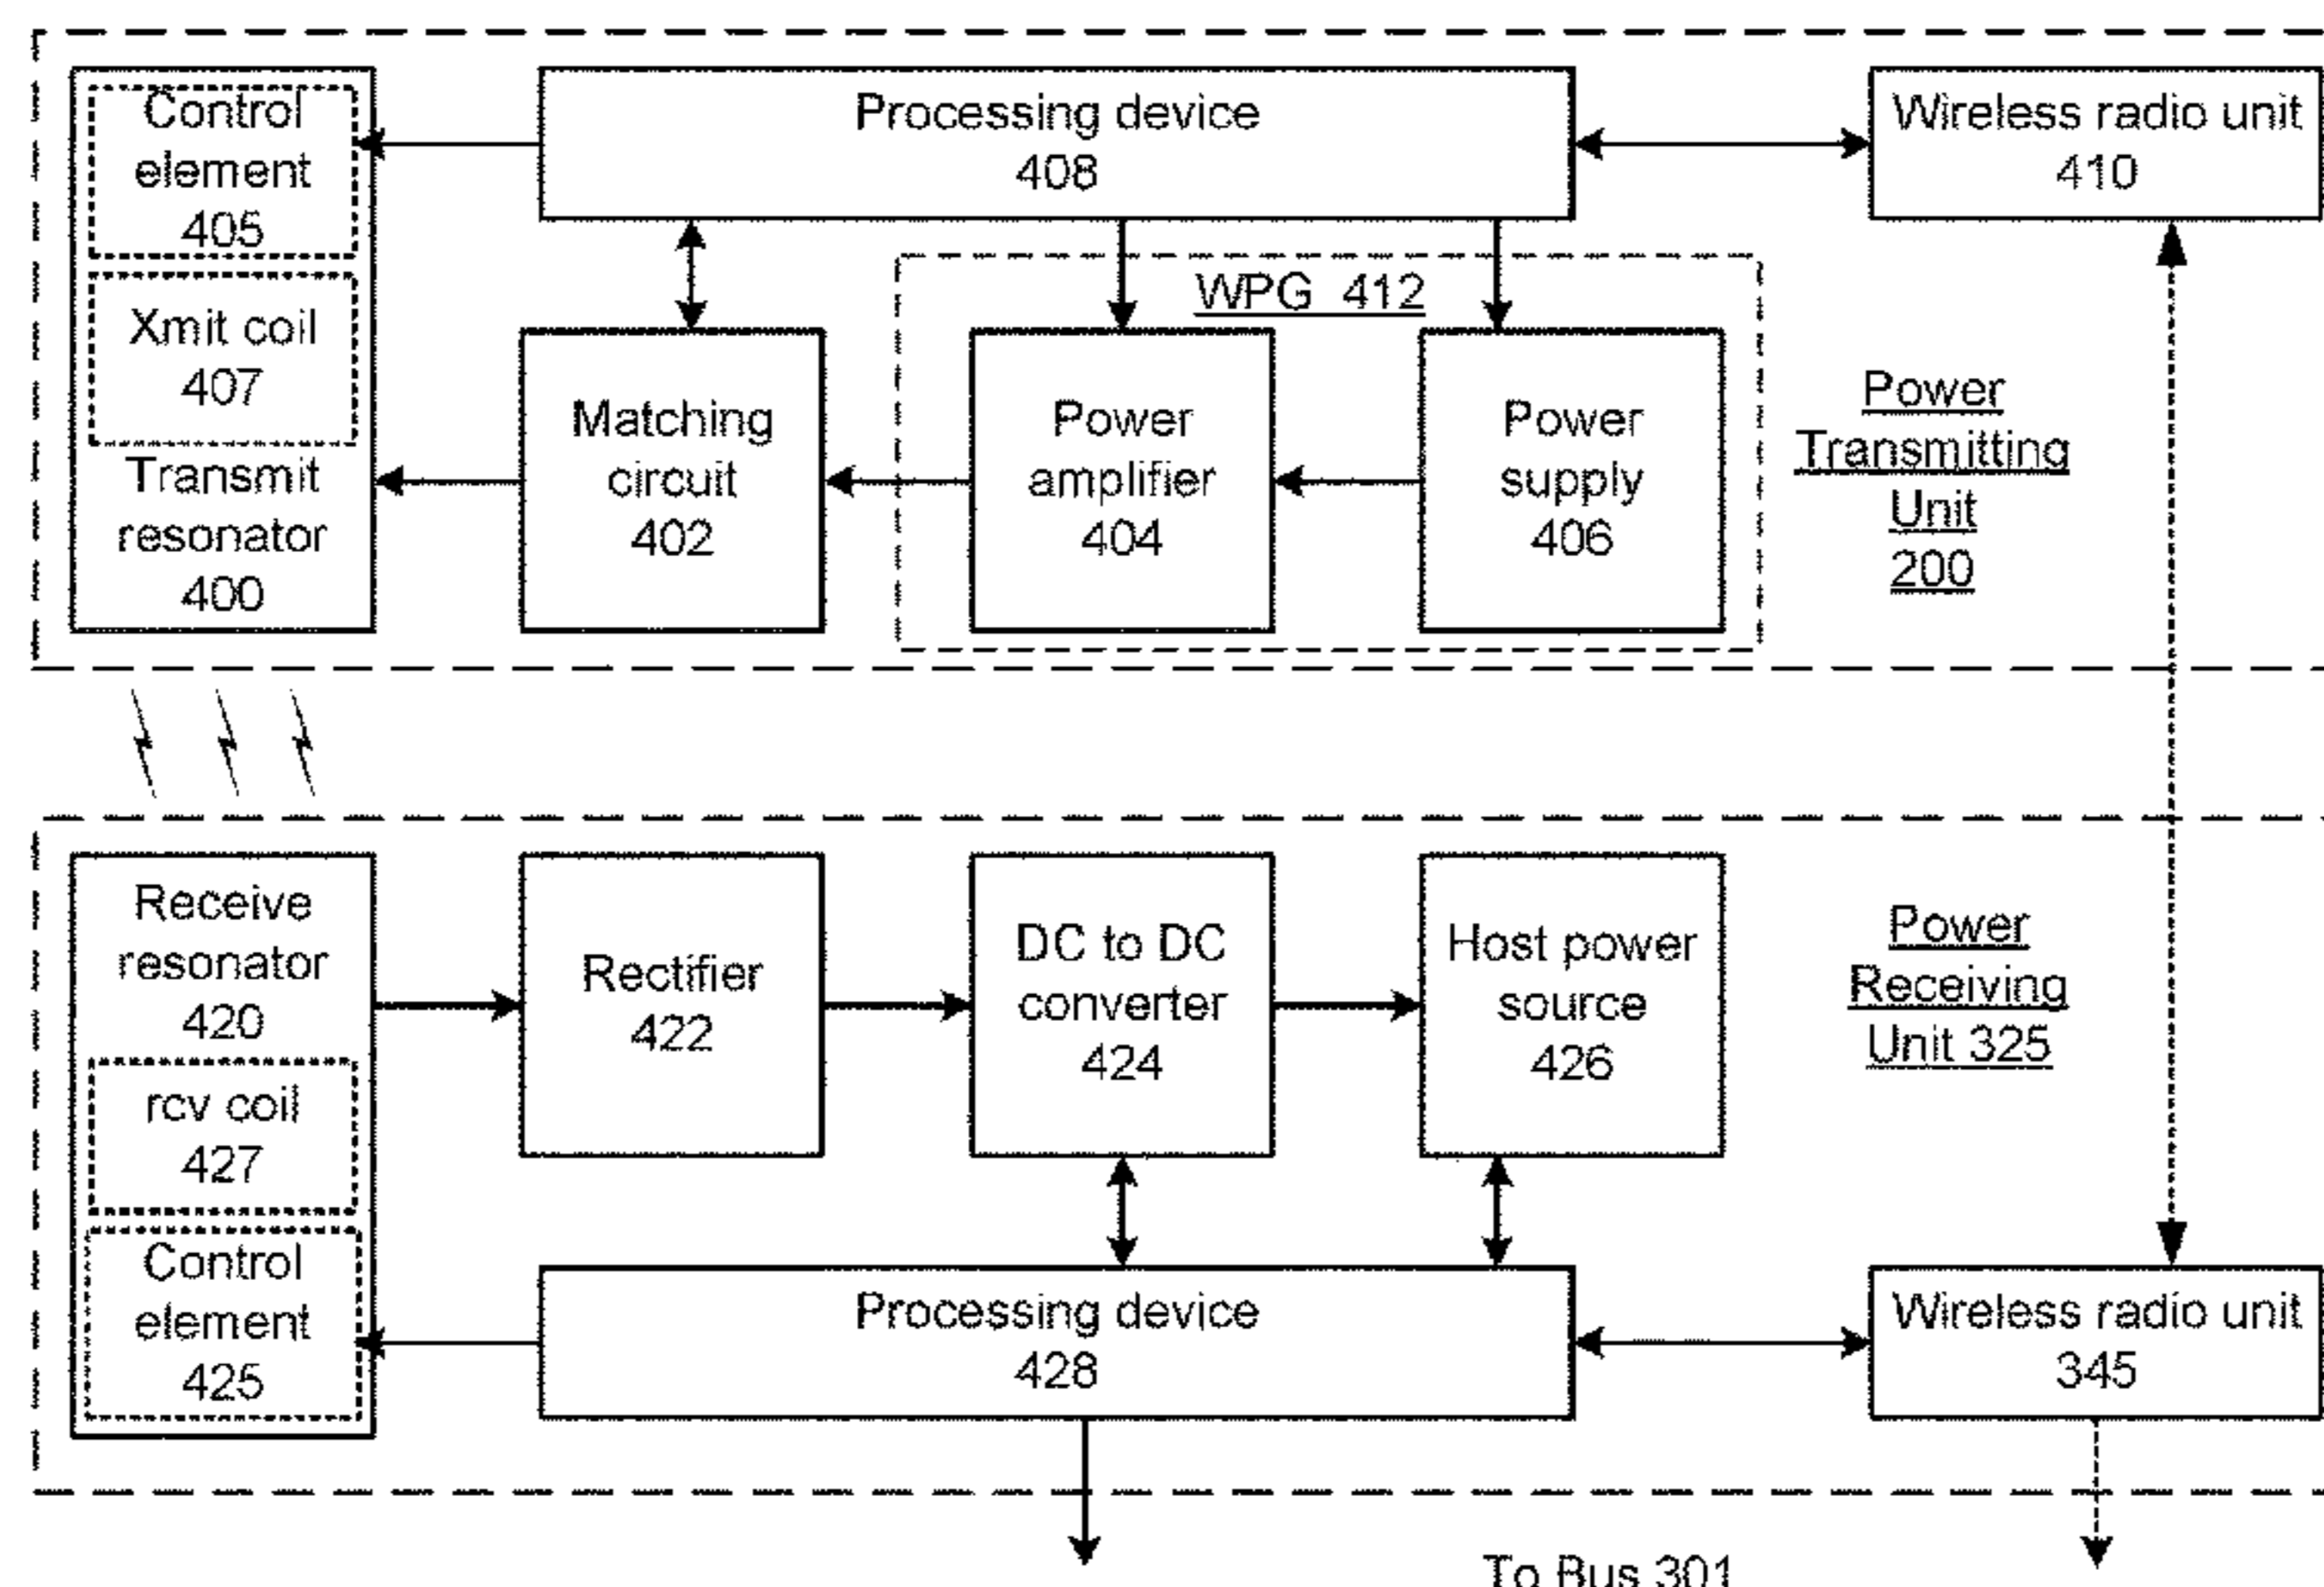 Control
element
405
Xmit coil
407
Transmit
resonator
400
Processing device
408
Wireless radio unit
410
WPG 412
Matching
circuit
402
Power
amplifier
404
Power
supply
406
Power
Transmitting
Unit
200
Receive
resonator
420
rcv coil
427
Control
element
425
Rectifier
422
DC to DC
converter
424
Host power
source
426
Power
Receiving
Unit 325
Processing device
428
Wireless radio unit
345
To Bus 301